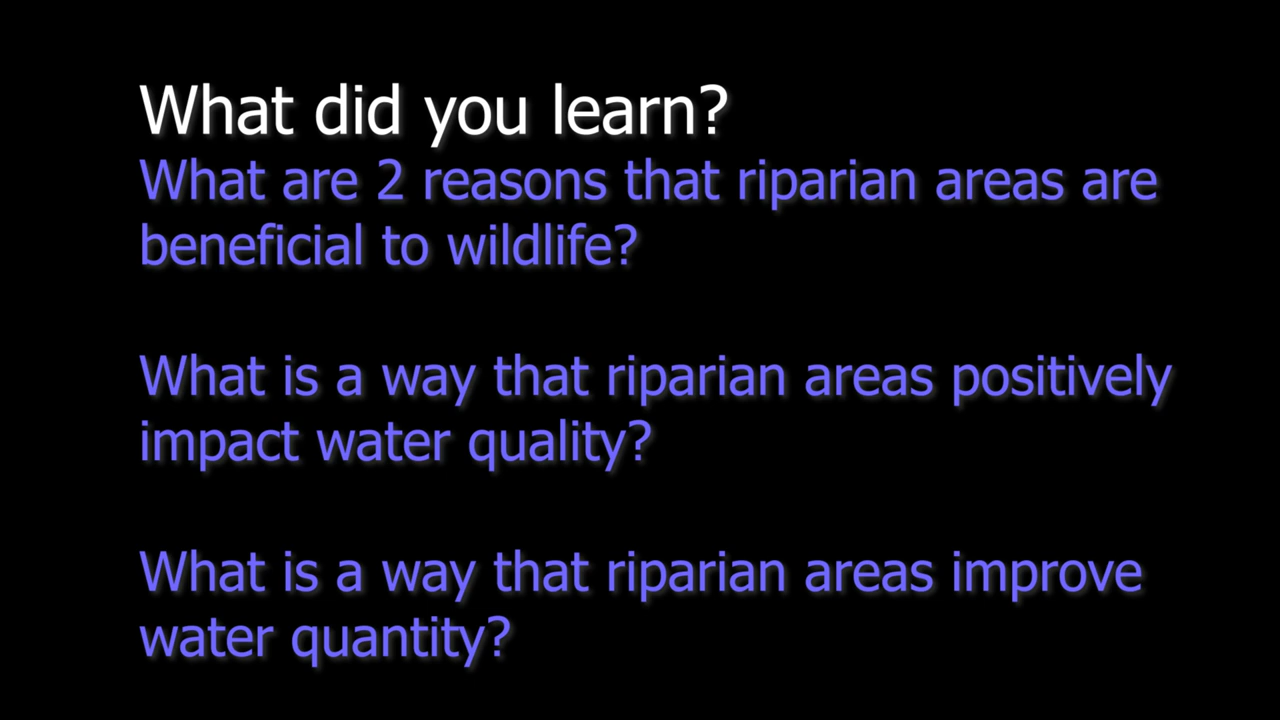 What did you learn?
What are 2 reasons that riparian areas are
beneficial to wildlife?
What is a way that riparian areas positively
impact water quality?
What is a way that riparian areas improve
water quantity?